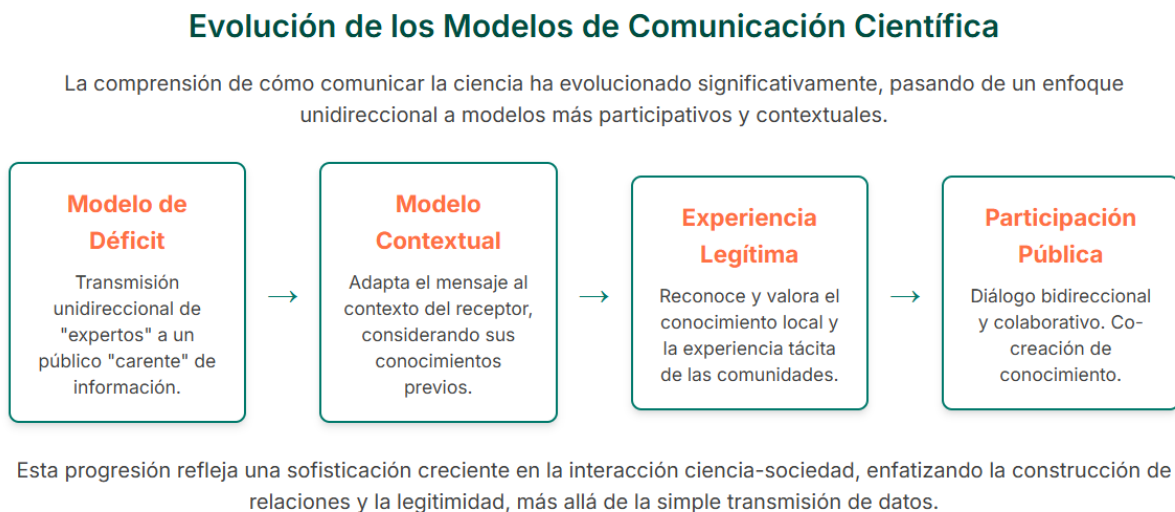 Evolución de los Modelos de Comunicación Científica
La comprensión de cómo comunicar la ciencia ha evolucionado significativamente, pasando de un enfoque
unidireccional a modelos más participativos y contextuales.
Modelo de
Déficit
Transmisión
unidireccional de
"expertos" a un
público "carente" de
información.
→
Modelo
Contextual
Adapta el mensaje al
contexto del receptor,
considerando sus
conocimientos
previos.
→
Experiencia
Legítima
Reconoce y valora el
conocimiento local y
la experiencia tácita
de las comunidades.
→
Participación
Pública
Diálogo bidireccional
y colaborativo. Co-
creación de
conocimiento.
Esta progresión refleja una sofisticación creciente en la interacción ciencia-sociedad, enfatizando la construcción de
relaciones y la legitimidad, más allá de la simple transmisión de datos.